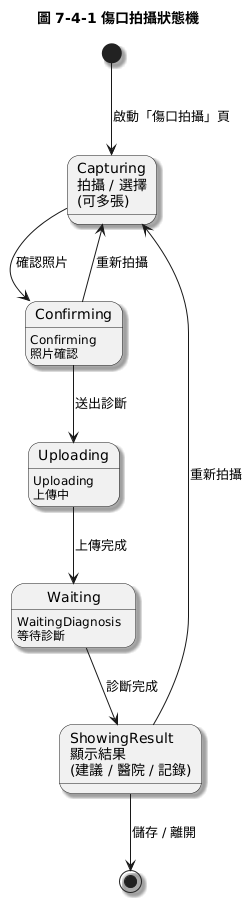 圖 7-4-1 傷口拍攝狀態機
啟動「傷口拍攝」頁
Capturing
拍攝 / 選擇
(可多張)
確認照片
重新拍攝
Confirming
Confirming
照片確認
送出診斷
Uploading
Uploading
上傳中
重新拍攝
上傳完成
Waiting
WaitingDiagnosis
等待診斷
診斷完成
ShowingResult
顯示結果
(建議 / 醫院 / 記錄)
儲存 / 離開